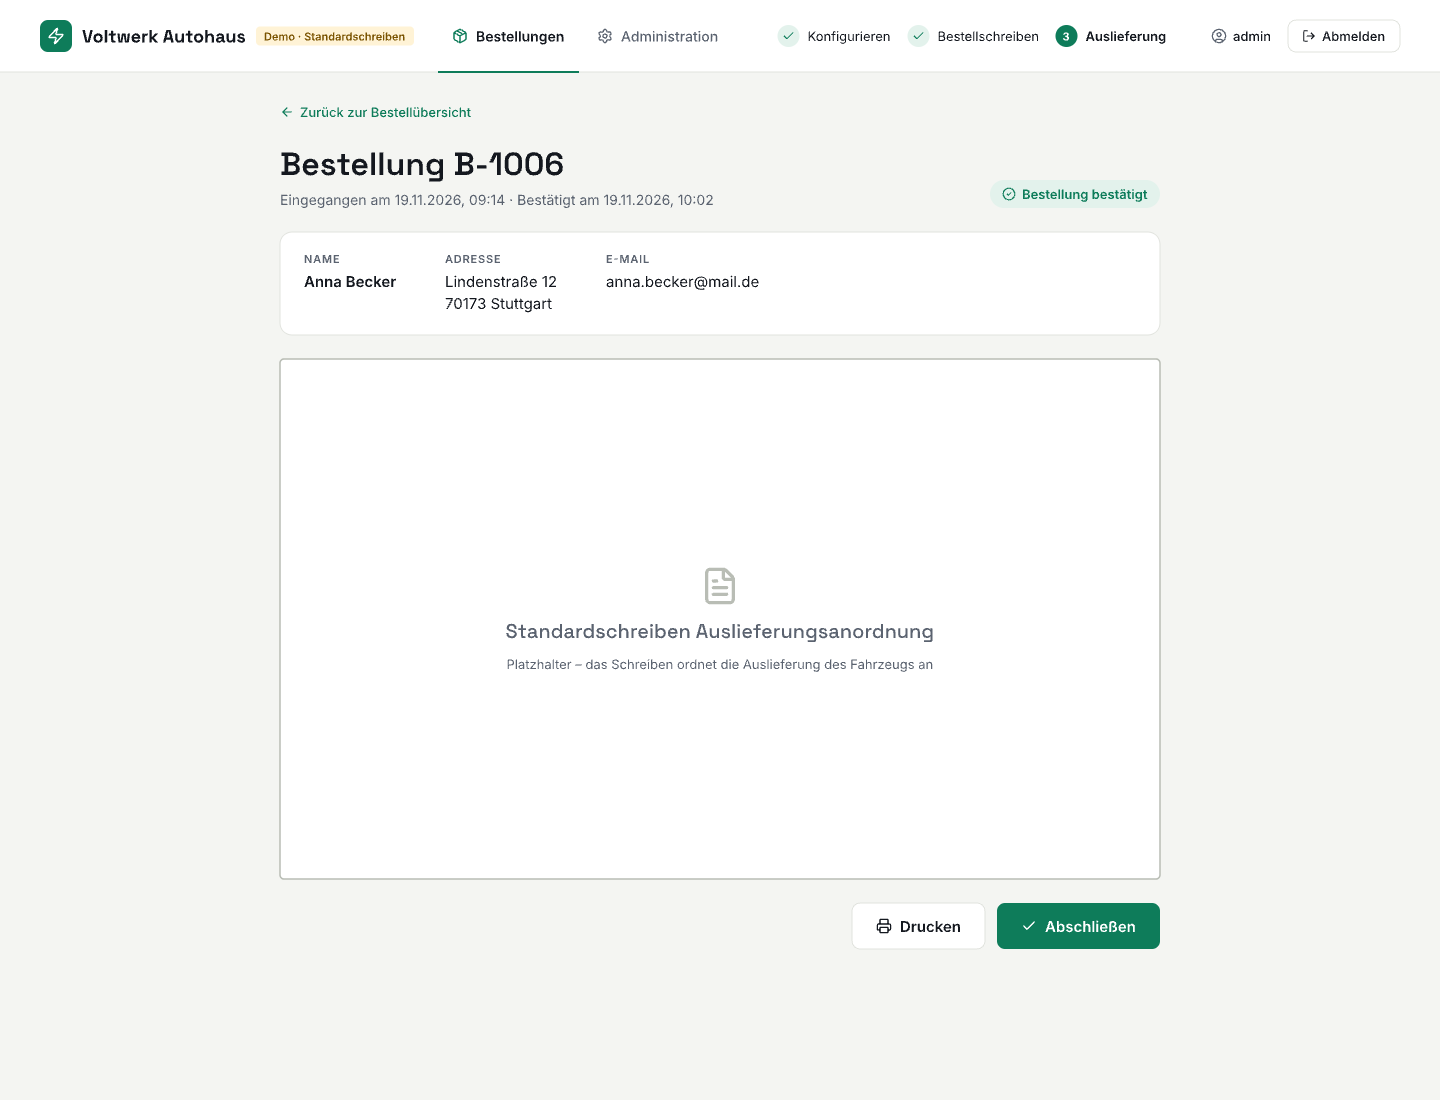 Voltwerk Autohaus
Demo · Standardschreiben
Bestellungen
Administration
Konfigurieren
Bestellschreiben
3
Auslieferung
admin
Abmelden
Zurück zur Bestellübersicht
Bestellung B-1006
Eingegangen am 19.11.2026, 09:14 · Bestätigt am 19.11.2026, 10:02
Bestellung bestätigt
NAME
Anna Becker
ADRESSE
Lindenstraße 12
70173 Stuttgart
E-MAIL
anna.becker@mail.de
Standardschreiben Auslieferungsanordnung
Platzhalter – das Schreiben ordnet die Auslieferung des Fahrzeugs an
Drucken
Abschließen